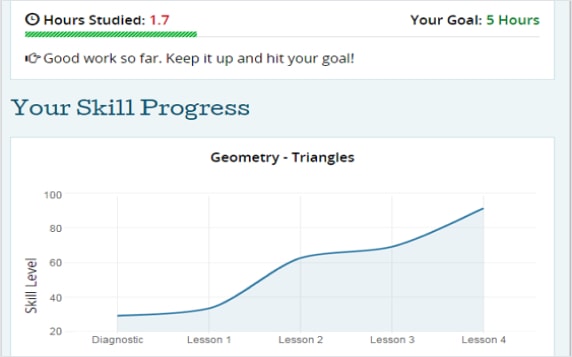 Hours Studied: 1.7 Your Goal: 5 Hours
Good work so far. Keep it up and hit your goal!
Your Skill Progress
Geometry - Triangles
100
80
60
40
20
Skill Level
Diagnostic Lesson 1 Lesson 2 Lesson 3 Lesson 4